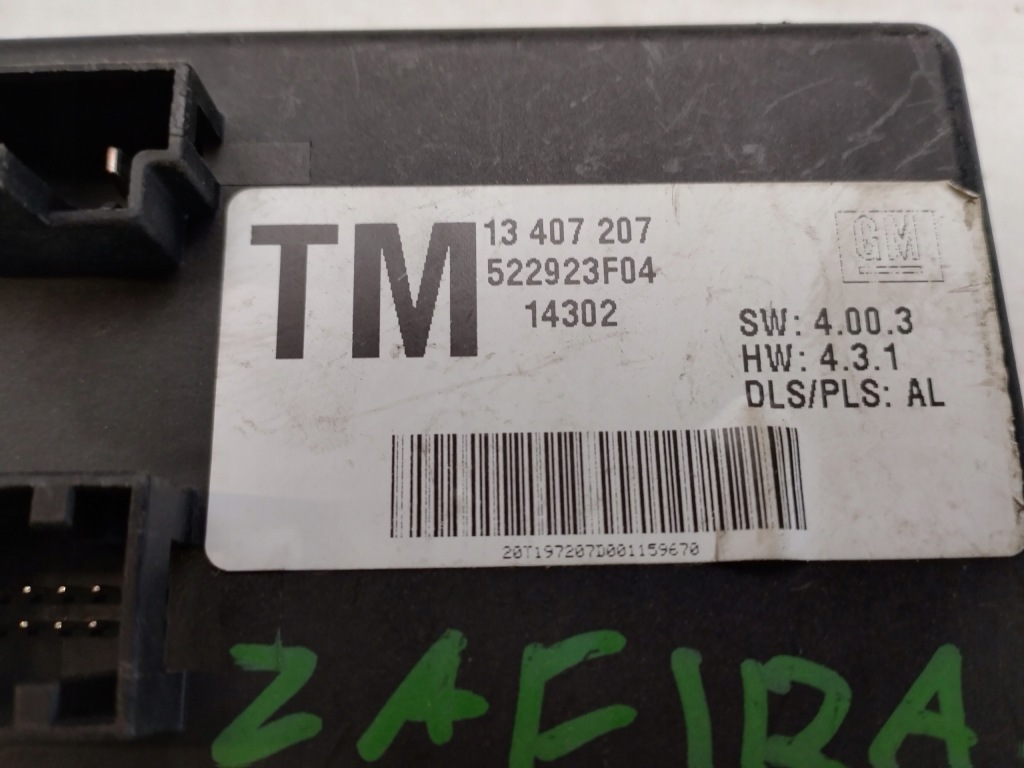 TM
13 407 207
522923F04
14302
GM
SW: 4.00.3
HW: 4.3.1
DLS/PLS: AL
20T197207D001159670
ZAFIRA